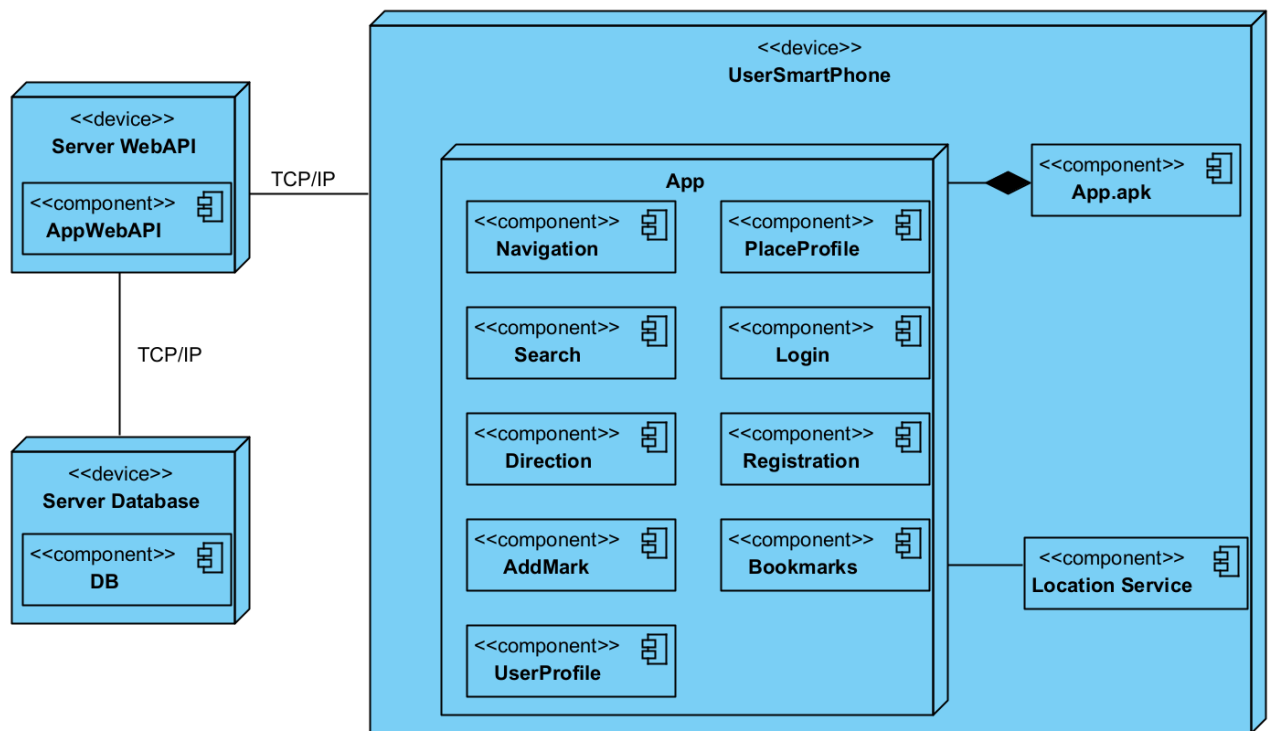 <<device>>
UserSmartPhone
<<device>>
Server WebAPI
<<component>>
AppWebAPI
TCP/IP
TCP/IP
<<device>>
Server Database
<<component>>
DB
App
<<component>>
Navigation
<<component>>
PlaceProfile
<<component>>
Search
<<component>>
Login
<<component>>
Direction
<<component>>
Registration
<<component>>
AddMark
<<component>>
Bookmarks
<<component>>
UserProfile
<<component>>
App.apk
<<component>>
Location Service